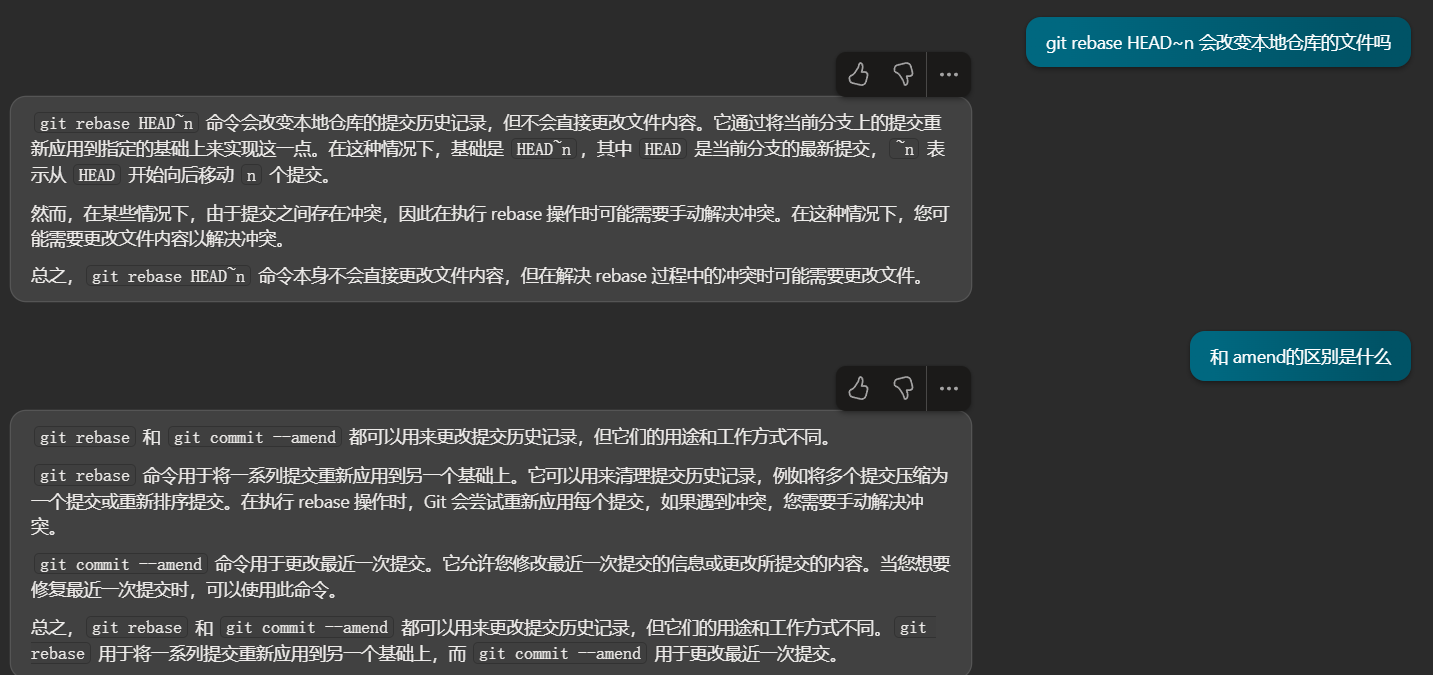 git rebase HEAD~n 会改变本地仓库的文件吗
git rebase HEAD~n 命令会改变本地仓库的提交历史记录，但不会直接更改文件内容。它通过将当前分支上的提交重
新应用到指定的基础上来实现这一点。在这种情况下，基础是 HEAD~n ，其中 HEAD 是当前分支的最新提交， ~n 表
示从 HEAD 开始向后移动 n 个提交。
然而，在某些情况下，由于提交之间存在冲突，因此在执行 rebase 操作时可能需要手动解决冲突。在这种情况下，您可
能需要更改文件内容以解决冲突。
总之， git rebase HEAD~n 命令本身不会直接更改文件内容，但在解决 rebase 过程中的冲突时可能需要更改文件。
和 amend的区别是什么
git rebase 和 git commit --amend 都可以用来更改提交历史记录，但它们的用途和工作方式不同。
git rebase 命令用于将一系列提交重新应用到另一个基础上。它可以用来清理提交历史记录，例如将多个提交压缩为
一个提交或重新排序提交。在执行 rebase 操作时，Git 会尝试重新应用每个提交，如果遇到冲突，您需要手动解决冲
突。
git commit --amend 命令用于更改最近一次提交。它允许您修改最近一次提交的信息或更改所提交的内容。当您想要
修复最近一次提交时，可以使用此命令。
总之， git rebase 和 git commit --amend 都可以用来更改提交历史记录，但它们的用途和工作方式不同。 git
rebase 用于将一系列提交重新应用到另一个基础上，而 git commit --amend 用于更改最近一次提交。